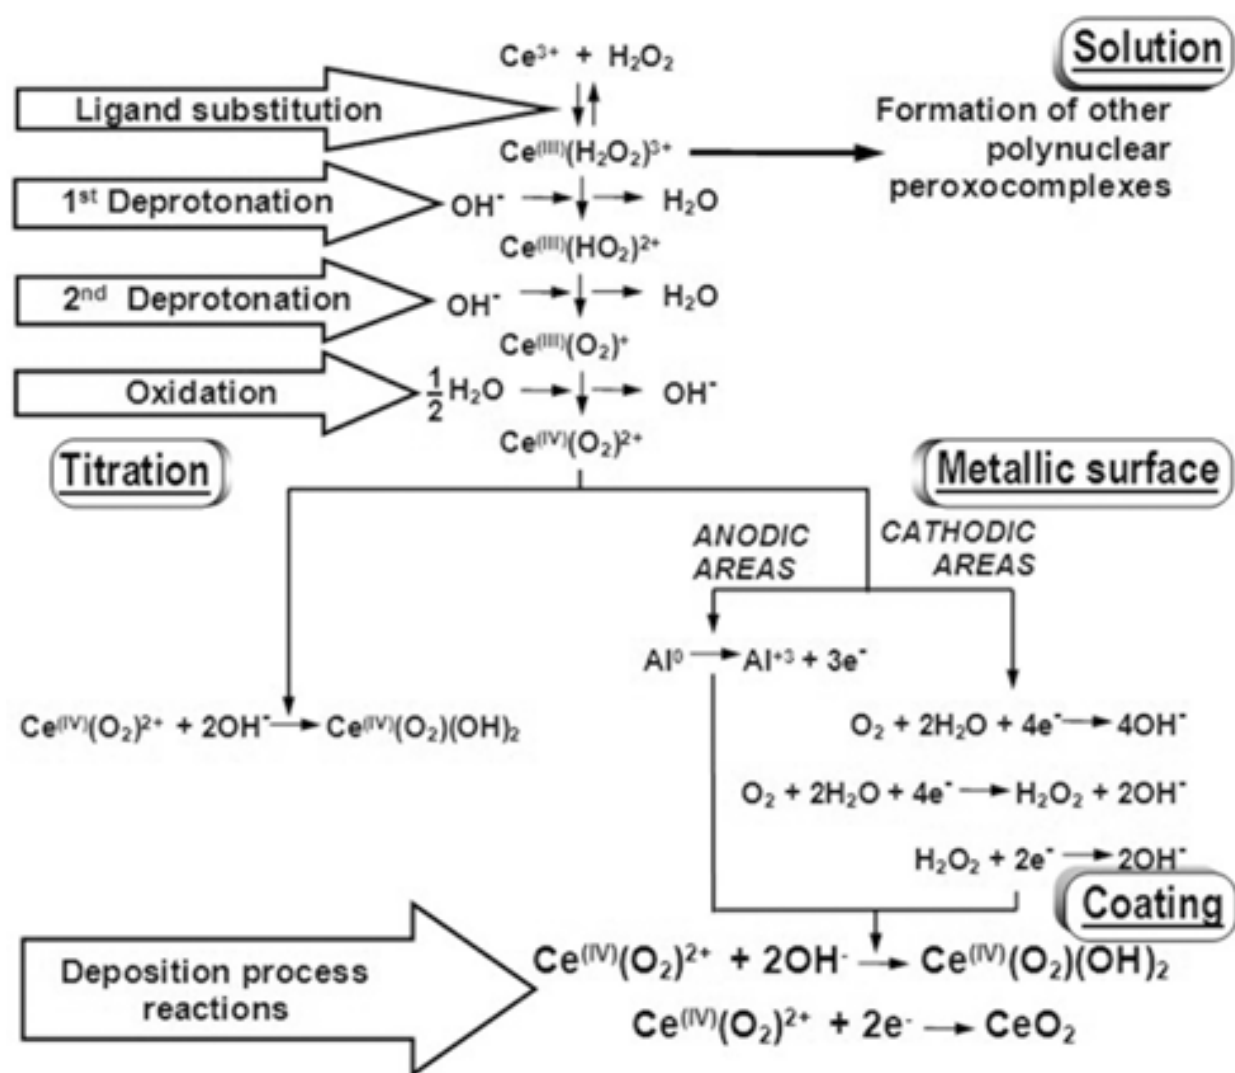 Solution
Ce³⁺ + H₂O₂
Ligand substitution
Formation of other
polynuclear
peroxocomplexes
Ce⁽ᴵᴵᴵ⁾(H₂O₂)³⁺
1ˢᵗ Deprotonation
OH⁻ H₂O
Ce⁽ᴵᴵᴵ⁾(HO₂)²⁺
2ⁿᵈ Deprotonation
OH⁻ H₂O
Ce⁽ᴵᴵᴵ⁾(O₂)⁺
Oxidation
½H₂O OH⁻
Ce⁽ᴵⱽ⁾(O₂)²⁺
Titration
Metallic surface
ANODIC
AREAS
CATHODIC
AREAS
Al⁰ → Al⁺³ + 3e⁻
Ce⁽ᴵⱽ⁾(O₂)²⁺ + 2OH⁻ → Ce⁽ᴵⱽ⁾(O₂)(OH)₂
O₂ + 2H₂O + 4e⁻ → 4OH⁻
O₂ + 2H₂O + 4e⁻ → H₂O₂ + 2OH⁻
H₂O₂ + 2e⁻ → 2OH⁻
Coating
Deposition process
reactions
Ce⁽ᴵⱽ⁾(O₂)²⁺ + 2OH⁻ → Ce⁽ᴵⱽ⁾(O₂)(OH)₂
Ce⁽ᴵⱽ⁾(O₂)²⁺ + 2e⁻ → CeO₂